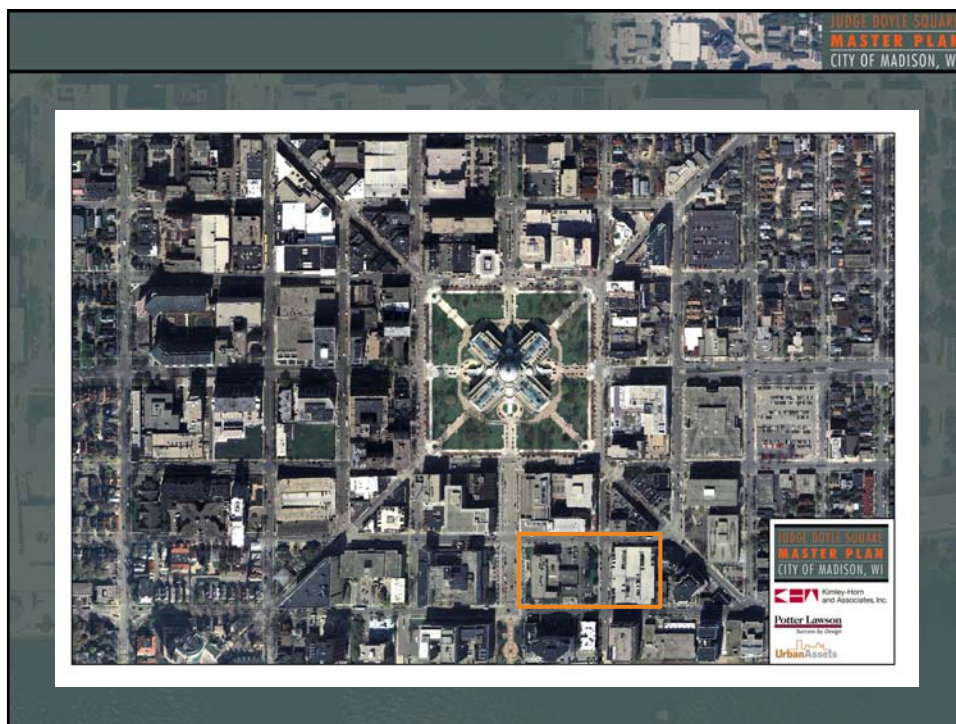 JUDGE DOYLE SQUARE
MASTER PLAN
CITY OF MADISON, WI
JUDGE DOYLE SQUARE
MASTER PLAN
CITY OF MADISON, WI
Kimley-Horn
and Associates, Inc.
Potter Lawson
Success by Design
UrbanAssets